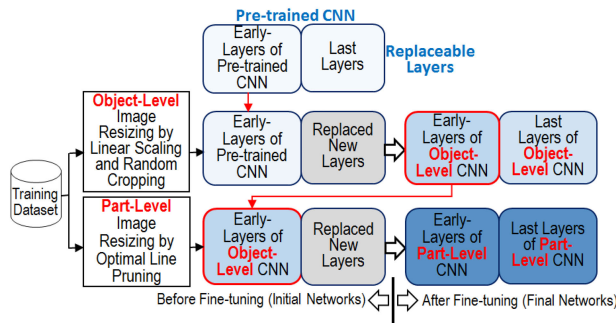 Pre-trained CNN
Early-
Layers of
Pre-trained
CNN
Last
Layers
Replaceable
Layers
Object-Level
Image
Resizing by
Linear Scaling
and Random
Cropping
Early-
Layers of
Pre-trained
CNN
Replaced
New
Layers
Early-
Layers of
Object-
Level CNN
Last
Layers of
Object-
Level CNN
Training
Dataset
Part-Level
Image
Resizing by
Optimal Line
Pruning
Early-
Layers of
Object-
Level CNN
Replaced
New
Layers
Early-
Layers of
Part-Level
CNN
Last Layers
of Part-
Level CNN
Before Fine-tuning (Initial Networks)
After Fine-tuning (Final Networks)